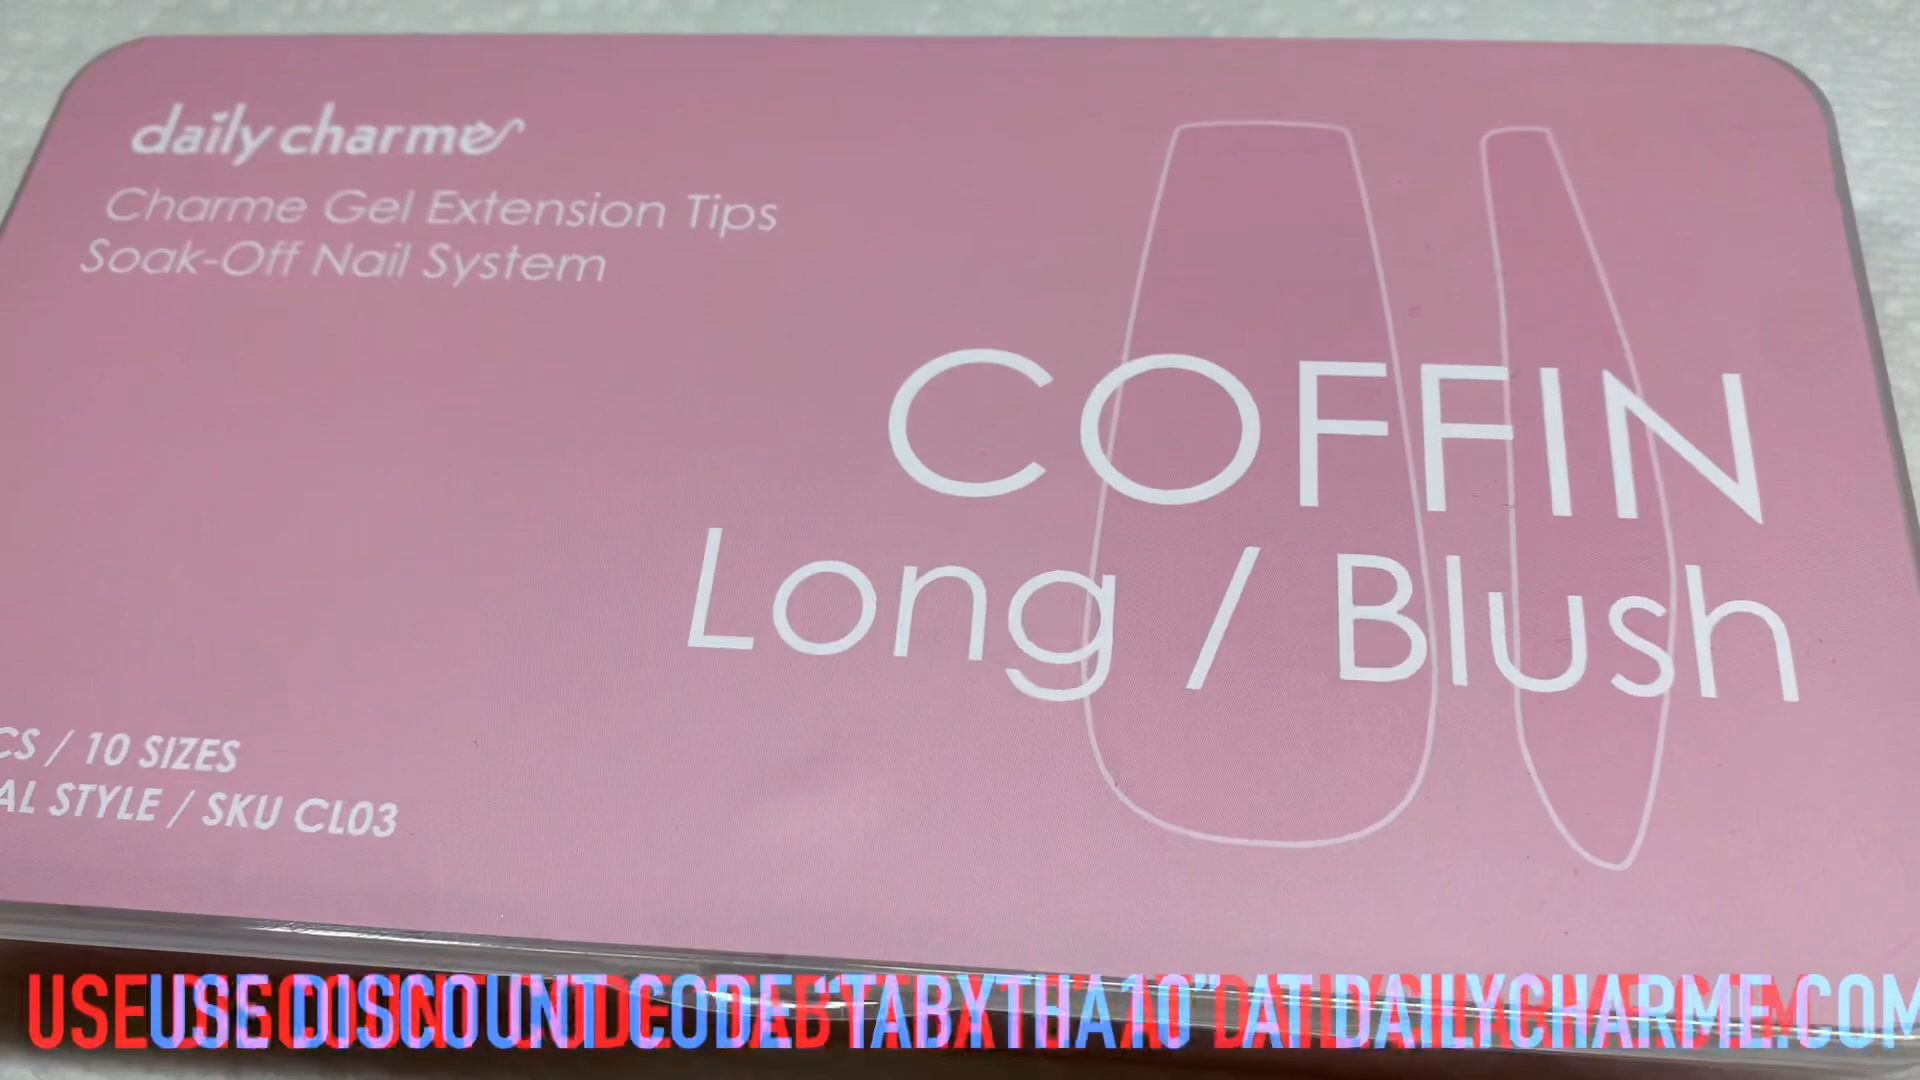 daily charme
Charme Gel Extension Tips
Soak-Off Nail System
COFFIN
Long / Blush
CS / 10 SIZES
AL STYLE / SKU CL03
USE DISCOUNT CODE “TABYTHA10” AT DAILYCHARME.COM